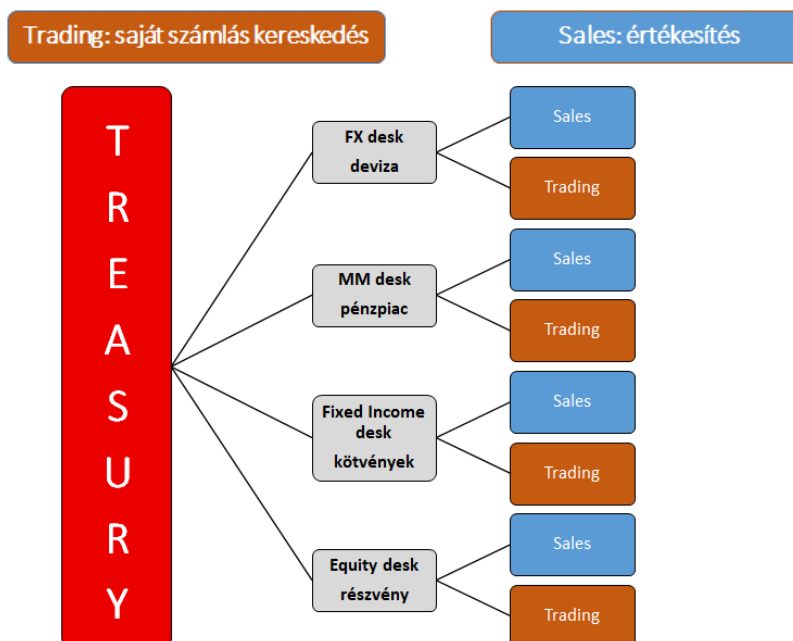 Trading: saját számlás kereskedés
Sales: értékesítés
T
R
E
A
S
U
R
Y
FX desk
deviza
Sales
Trading
MM desk
pénzpiac
Sales
Trading
Fixed Income
desk
kötvények
Sales
Trading
Equity desk
részvény
Sales
Trading